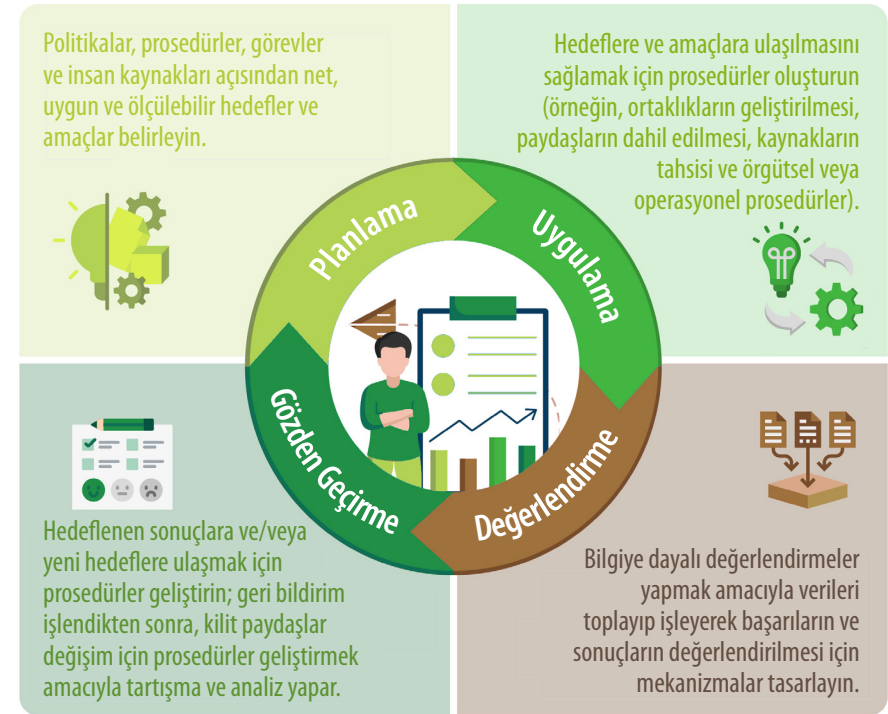 Politikalar, prosedürler, görevler
ve insan kaynakları açısından net,
uygun ve ölçülebilir hedefler ve
amaçlar belirleyin.
Hedeflere ve amaçlara ulaşılmasını
sağlamak için prosedürler oluşturun
(örneğin, ortaklıkların geliştirilmesi,
paydaşların dahil edilmesi, kaynakların
tahsisi ve örgütsel veya
operasyonel prosedürler).
Planlama
Uygulama
Değerlendirme
Gözden Geçirme
Bilgiye dayalı değerlendirmeler
yapmak amacıyla verileri
toplayıp işleyerek başarıların ve
sonuçların değerlendirilmesi için
mekanizmalar tasarlayın.
Hedeflenen sonuçlara ve/veya
yeni hedeflere ulaşmak için
prosedürler geliştirin; geri bildirim
işlendikten sonra, kilit paydaşlar
değişim için prosedürler geliştirmek
amacıyla tartışma ve analiz yapar.